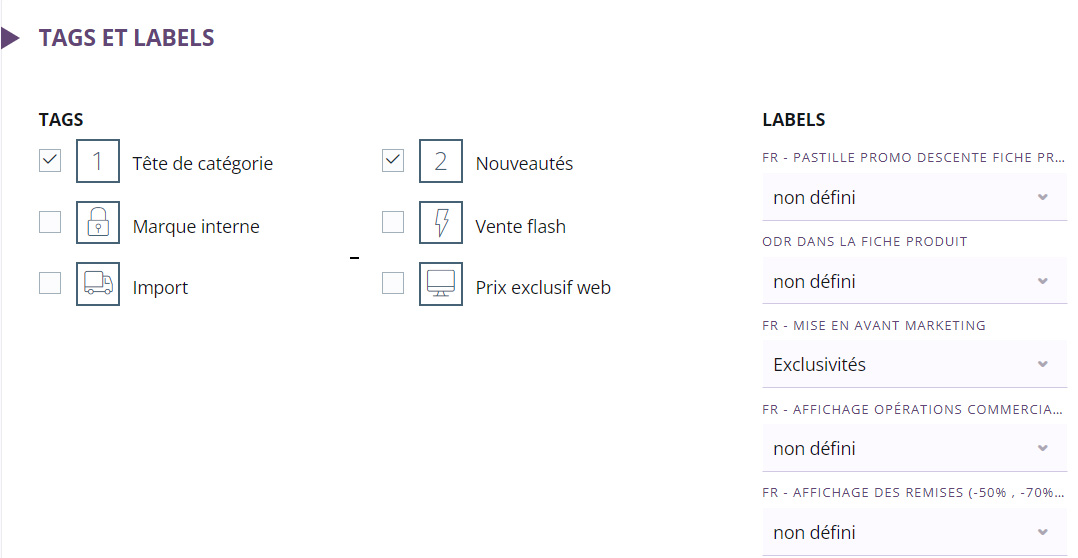 TAGS ET LABELS
TAGS
1 Tête de catégorie
2 Nouveautés
Marque interne
Vente flash
Import
Prix exclusif web
LABELS
FR - PASTILLE PROMO DESCENTE FICHE PR...
non défini
ODR DANS LA FICHE PRODUIT
non défini
FR - MISE EN AVANT MARKETING
Exclusivités
FR - AFFICHAGE OPÉRATIONS COMMERCIA...
non défini
FR - AFFICHAGE DES REMISES (-50% , -70%...
non défini